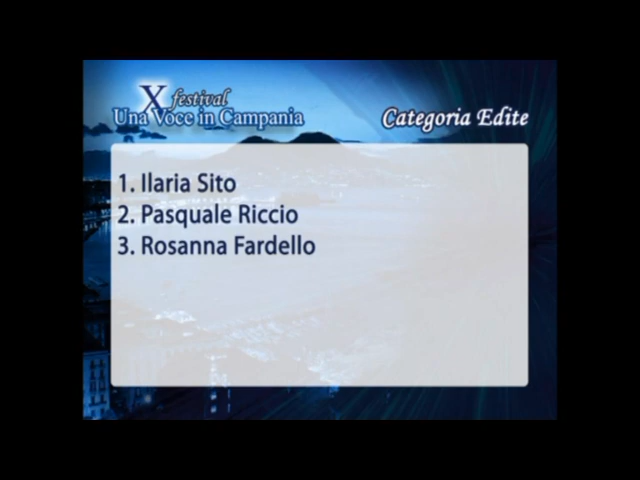 X festival
Una Voce in Campania
Categoria Edite
1. Ilaria Sito
2. Pasquale Riccio
3. Rosanna Fardello